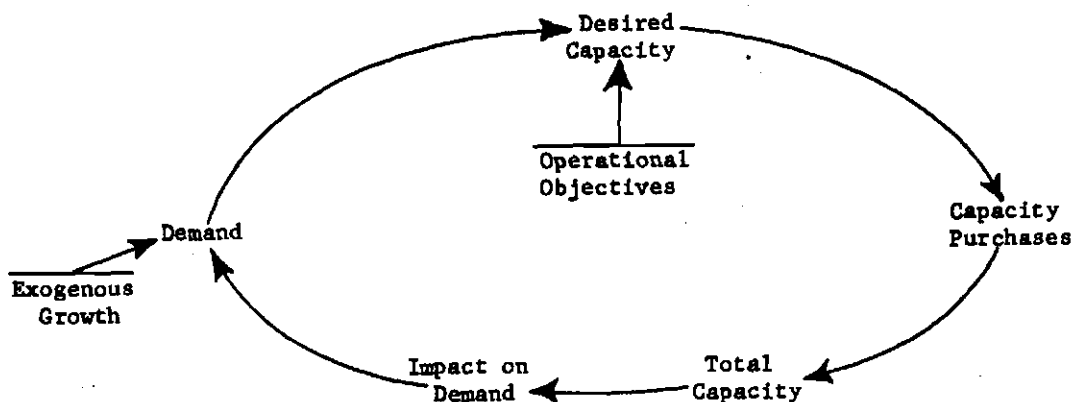 Desired
Capacity
Operational
Objectives
Demand
Capacity
Purchases
Exogenous
Growth
Impact on
Demand
Total
Capacity